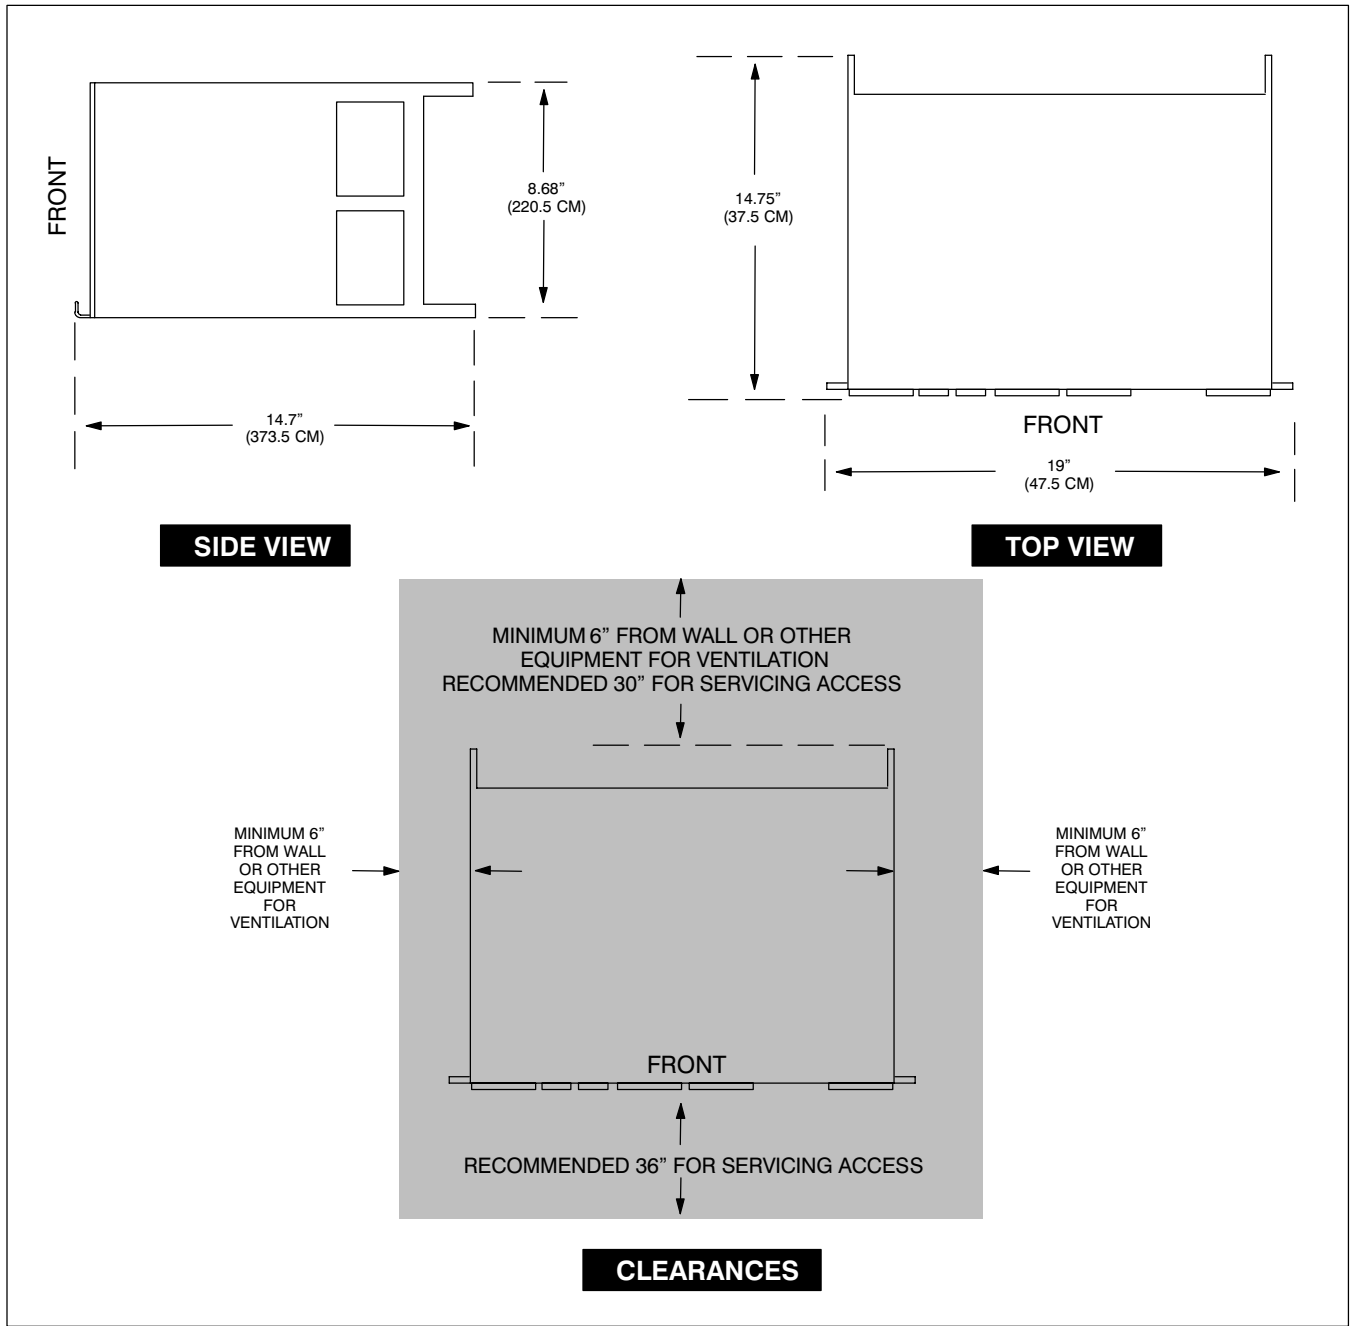 FRONT
8.68”
(220.5 CM)
14.7”
(373.5 CM)
SIDE VIEW
14.75”
(37.5 CM)
FRONT
19”
(47.5 CM)
TOP VIEW
MINIMUM 6” FROM WALL OR OTHER
EQUIPMENT FOR VENTILATION
RECOMMENDED 30” FOR SERVICING ACCESS
MINIMUM 6”
FROM WALL
OR OTHER
EQUIPMENT
FOR
VENTILATION
MINIMUM 6”
FROM WALL
OR OTHER
EQUIPMENT
FOR
VENTILATION
FRONT
RECOMMENDED 36” FOR SERVICING ACCESS
CLEARANCES